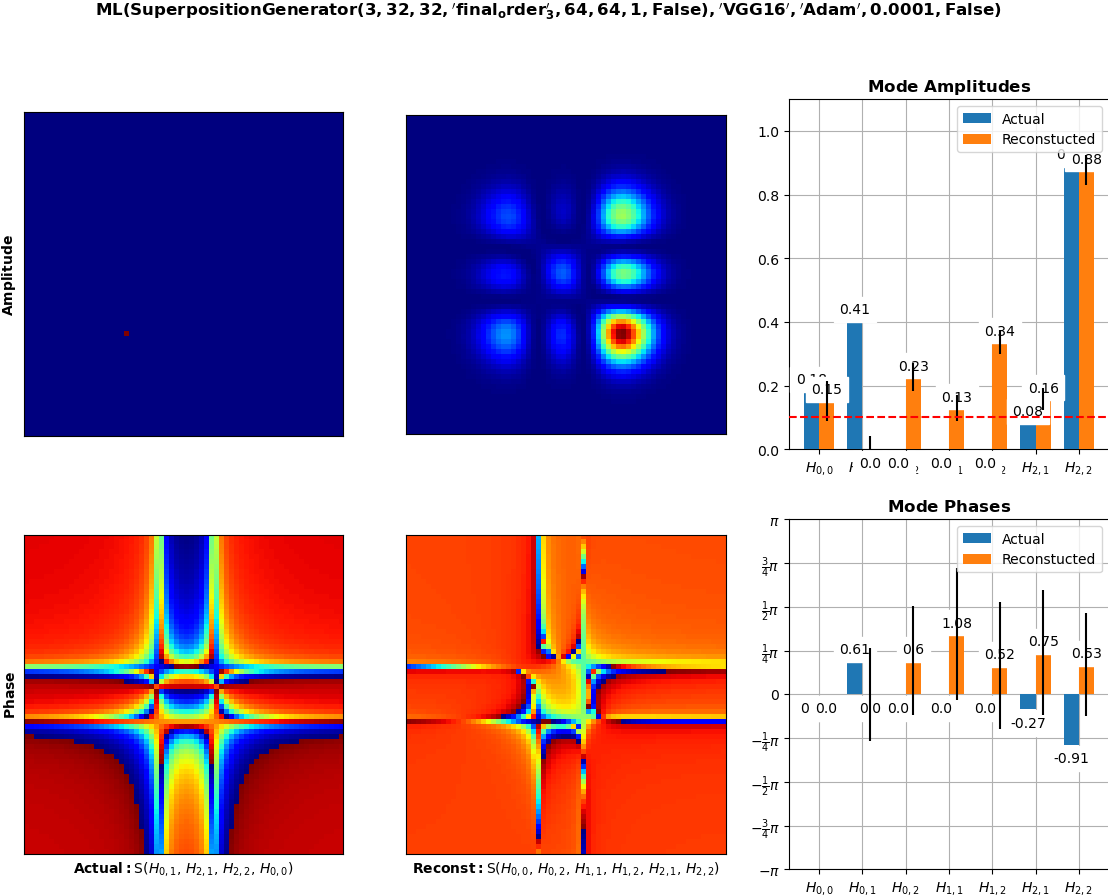 ML(SuperpositionGenerator(3, 32, 32, ′final_order′_3, 64, 64, 1, False), ′VGG16′, ′Adam′, 0.0001, False)
Amplitude
Mode Amplitudes
Actual
Reconstucted
1.0
0.8
0.6
0.4
0.2
0.0
0.15
0.41
0.0
0.0
0.23
0.0
0.13
0.0
0.34
0.08
0.16
0
0.88
H_{0,0}
H_{2,1}
H_{2,2}
Phase
Actual: S(H_{0,1}, H_{2,1}, H_{2,2}, H_{0,0})
Reconst: S(H_{0,0}, H_{0,2}, H_{1,1}, H_{1,2}, H_{2,1}, H_{2,2})
Mode Phases
Actual
Reconstucted
π
3/4π
1/2π
1/4π
0
−1/4π
−1/2π
−3/4π
−π
0
0.0
0.61
0.0
0.0
0.6
0.0
1.08
0.0
0.52
-0.27
0.75
-0.91
0.53
H_{0,0}
H_{0,1}
H_{0,2}
H_{1,1}
H_{1,2}
H_{2,1}
H_{2,2}